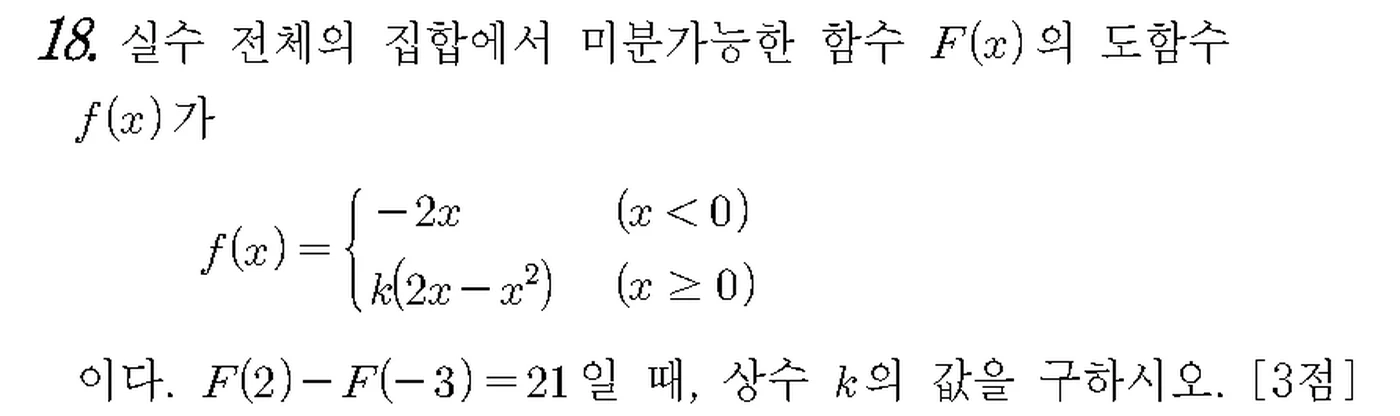 18. 실수 전체의 집합에서 미분가능한 함수 F(x)의 도함수
f(x)가
f(x) = { -2x (x < 0)
k(2x - x²) (x ≥ 0)
이다. F(2) - F(-3) = 21일 때, 상수 k의 값을 구하시오. [3점]